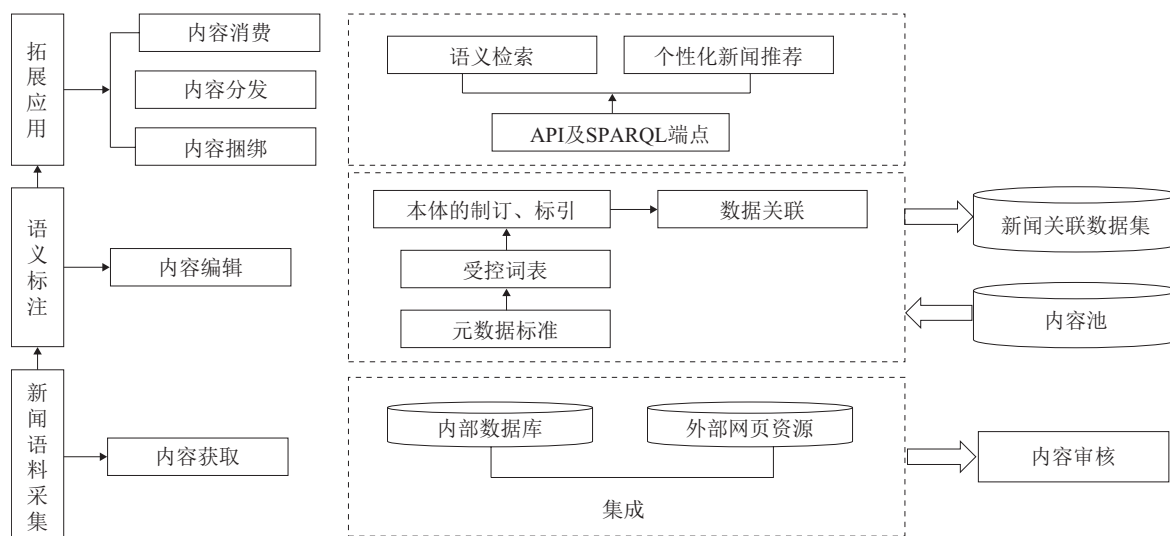 拓展应用
内容消费
内容分发
内容捆绑
语义检索
个性化新闻推荐
API及SPARQL端点
语义标注
内容编辑
本体的制订、标引
数据关联
受控词表
元数据标准
新闻关联数据集
内容池
新闻语料采集
内容获取
内部数据库
外部网页资源
集成
内容审核